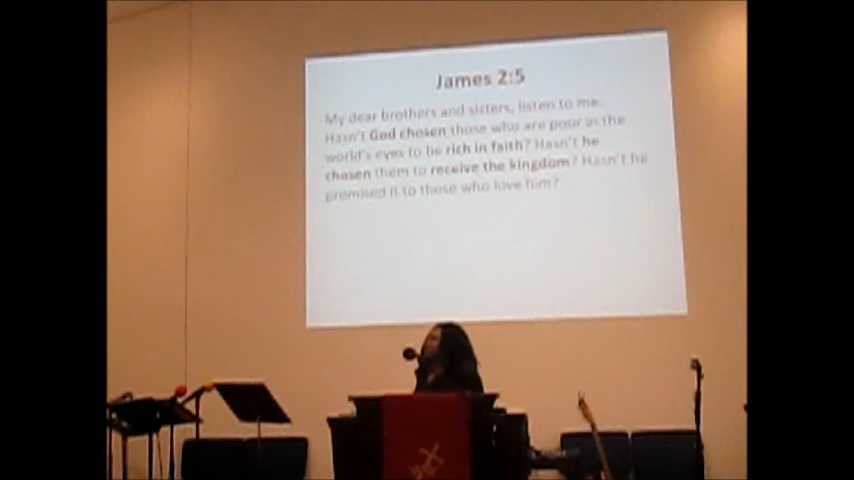 James 2:5
My dear brothers and sisters, listen to me.
Hasn't God chosen those who are poor in the
world's eyes to be rich in faith? Hasn't he
chosen them to receive the kingdom? Hasn't he
promised it to those who love him?